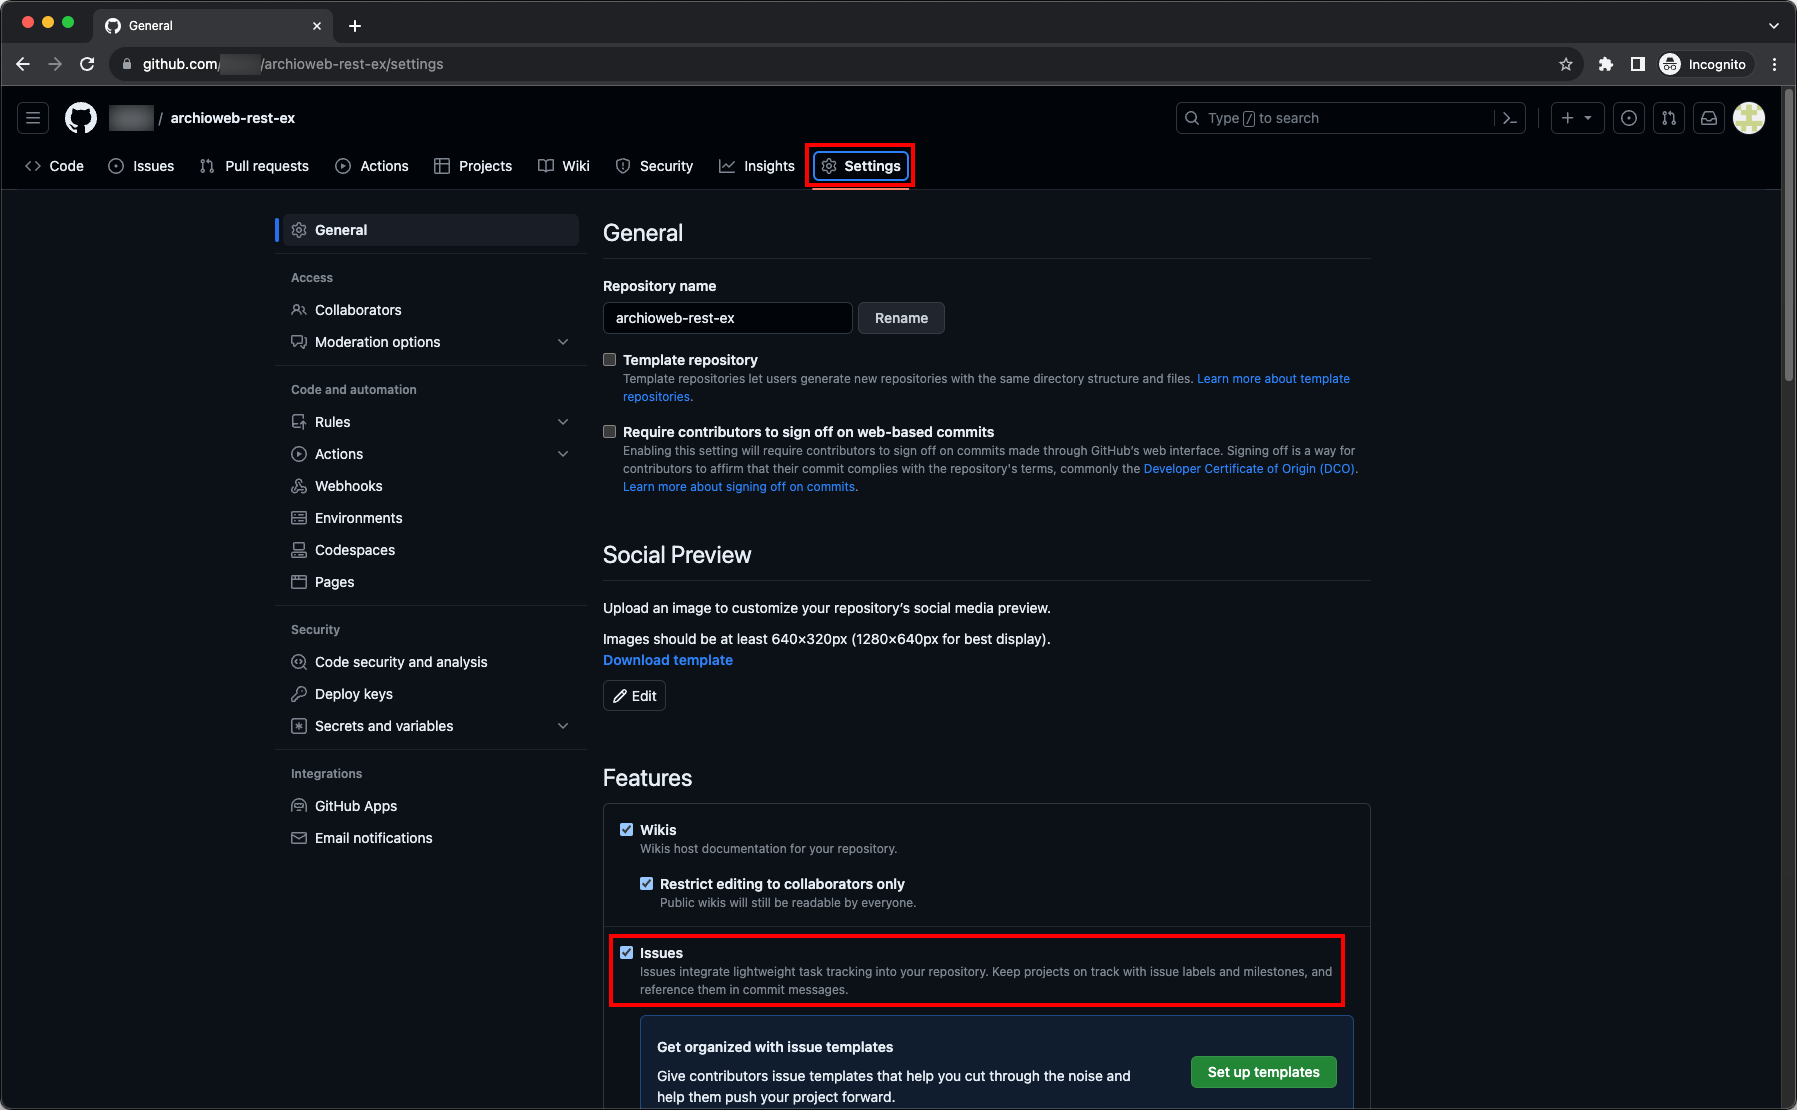 General
github.com/ /archioweb-rest-ex/settings
Incognito
/ archioweb-rest-ex
Type / to search
Code
Issues
Pull requests
Actions
Projects
Wiki
Security
Insights
Settings
General
Access
Collaborators
Moderation options
Code and automation
Rules
Actions
Webhooks
Environments
Codespaces
Pages
Security
Code security and analysis
Deploy keys
Secrets and variables
Integrations
GitHub Apps
Email notifications
General
Repository name
archioweb-rest-ex
Rename
Template repository
Template repositories let users generate new repositories with the same directory structure and files. Learn more about template
repositories.
Require contributors to sign off on web-based commits
Enabling this setting will require contributors to sign off on commits made through GitHub's web interface. Signing off is a way for
contributors to affirm that their commit complies with the repository's terms, commonly the Developer Certificate of Origin (DCO).
Learn more about signing off on commits.
Social Preview
Upload an image to customize your repository's social media preview.
Images should be at least 640×320px (1280×640px for best display).
Download template
Edit
Features
Wikis
Wikis host documentation for your repository.
Restrict editing to collaborators only
Public wikis will still be readable by everyone.
Issues
Issues integrate lightweight task tracking into your repository. Keep projects on track with issue labels and milestones, and
reference them in commit messages.
Get organized with issue templates
Give contributors issue templates that help you cut through the noise and
help them push your project forward.
Set up templates